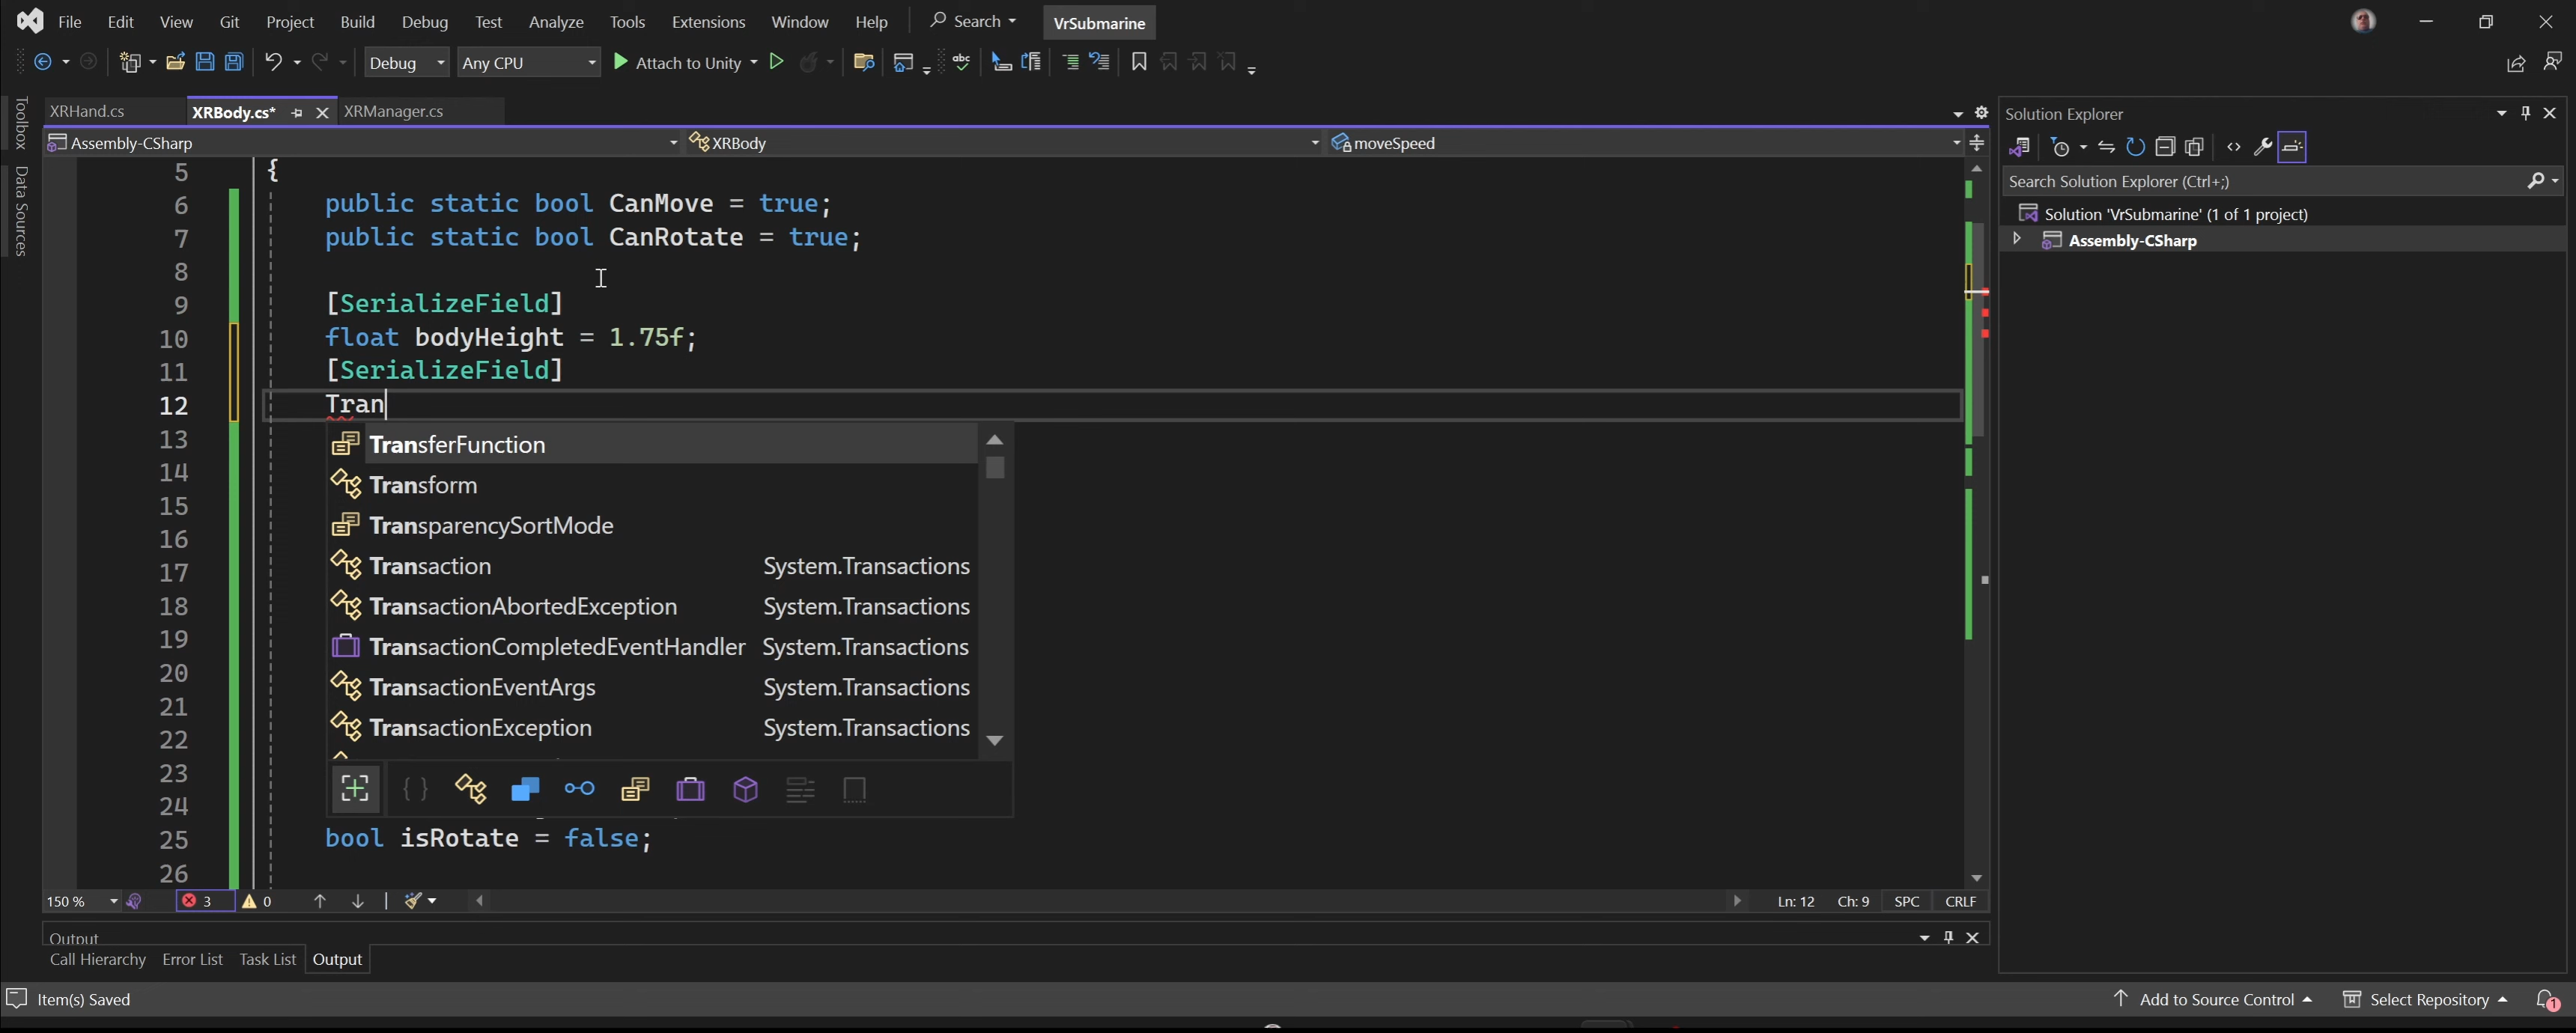 File Edit View Git Project Build Debug Test Analyze Tools Extensions Window Help Search VrSubmarine
Debug Any CPU Attach to Unity
Toolbox
Data Sources
XRHand.cs XRBody.cs* XRManager.cs
Assembly-CSharp XRBody moveSpeed
5 {
6 public static bool CanMove = true;
7 public static bool CanRotate = true;
8
9 [SerializeField]
10 float bodyHeight = 1.75f;
11 [SerializeField]
12 Tran
13
14
15
16
17
18
19
20
21
22
23
24
25 bool isRotate = false;
26
TransferFunction
Transform
TransparencySortMode
Transaction System.Transactions
TransactionAbortedException System.Transactions
TransactionCompletedEventHandler System.Transactions
TransactionEventArgs System.Transactions
TransactionException System.Transactions
150 % 3 0 Ln: 12 Ch: 9 SPC CRLF
Output
Call Hierarchy Error List Task List Output
Solution Explorer
Search Solution Explorer (Ctrl+;)
Solution 'VrSubmarine' (1 of 1 project)
Assembly-CSharp
Item(s) Saved Add to Source Control Select Repository 1